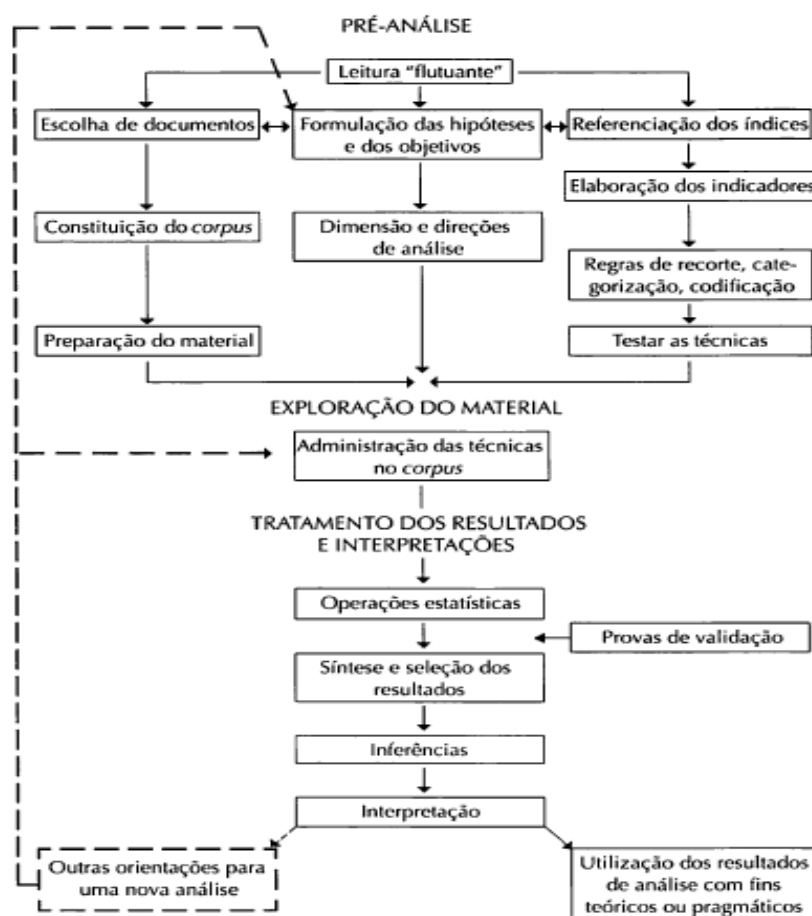 PRÉ-ANÁLISE
Leitura "flutuante"
Escolha de documentos
Formulação das hipóteses
e dos objetivos
Referenciação dos índices
Elaboração dos indicadores
Constituição do corpus
Dimensão e direções
de análise
Regras de recorte, cate-
gorização, codificação
Preparação do material
Testar as técnicas
EXPLORAÇÃO DO MATERIAL
Administração das técnicas
no corpus
TRATAMENTO DOS RESULTADOS
E INTERPRETAÇÕES
Operações estatísticas
Provas de validação
Síntese e seleção dos
resultados
Inferências
Interpretação
Outras orientações para
uma nova análise
Utilização dos resultados
de análise com fins
teóricos ou pragmáticos